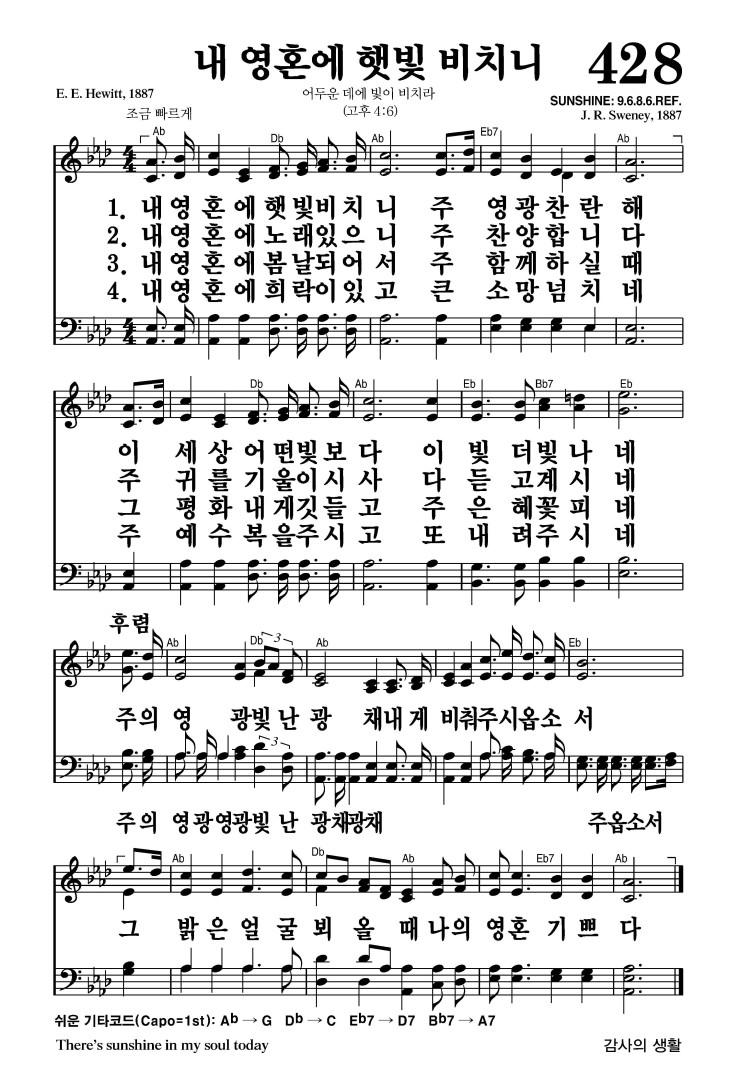 내 영혼에 햇빛 비치니 428
E. E. Hewitt, 1887
어두운 데에 빛이 비치라
(고후 4:6)
SUNSHINE: 9.6.8.6.REF.
J. R. Sweney, 1887
조금 빠르게
Ab Db Ab Eb7 Ab
1. 내 영 혼 에 햇 빛 비 치 니 주 영 광 찬 란 해
2. 내 영 혼 에 노 래 있 으 니 주 찬 양 합 니 다
3. 내 영 혼 에 봄 날 되 어 서 주 함 께 하 실 때
4. 내 영 혼 에 희 락 이 있 고 큰 소 망 넘 치 네
Db Ab Eb Bb7 Eb
이 세 상 어 떤 빛 보 다 이 빛 더 빛 나 네
주 귀 를 기 울 이 시 사 다 듣 고 계 시 네
그 평 화 내 게 깃 들 고 주 은 혜 꽃 피 네
주 예 수 복 을 주 시 고 또 내 려 주 시 네
후렴
Ab Db 3 Ab Eb
주의 영 광빛 난 광 채내 게 비춰주시옵소 서
3
주의 영광영광빛 난 광채광채 주옵소서
Ab Db Ab Eb7 Ab
그 밝 은 얼 굴 뵈 올 때 나의 영혼 기 쁘 다
쉬운 기타코드(Capo=1st): Ab → G Db → C Eb7 → D7 Bb7 → A7
There's sunshine in my soul today
감사의 생활